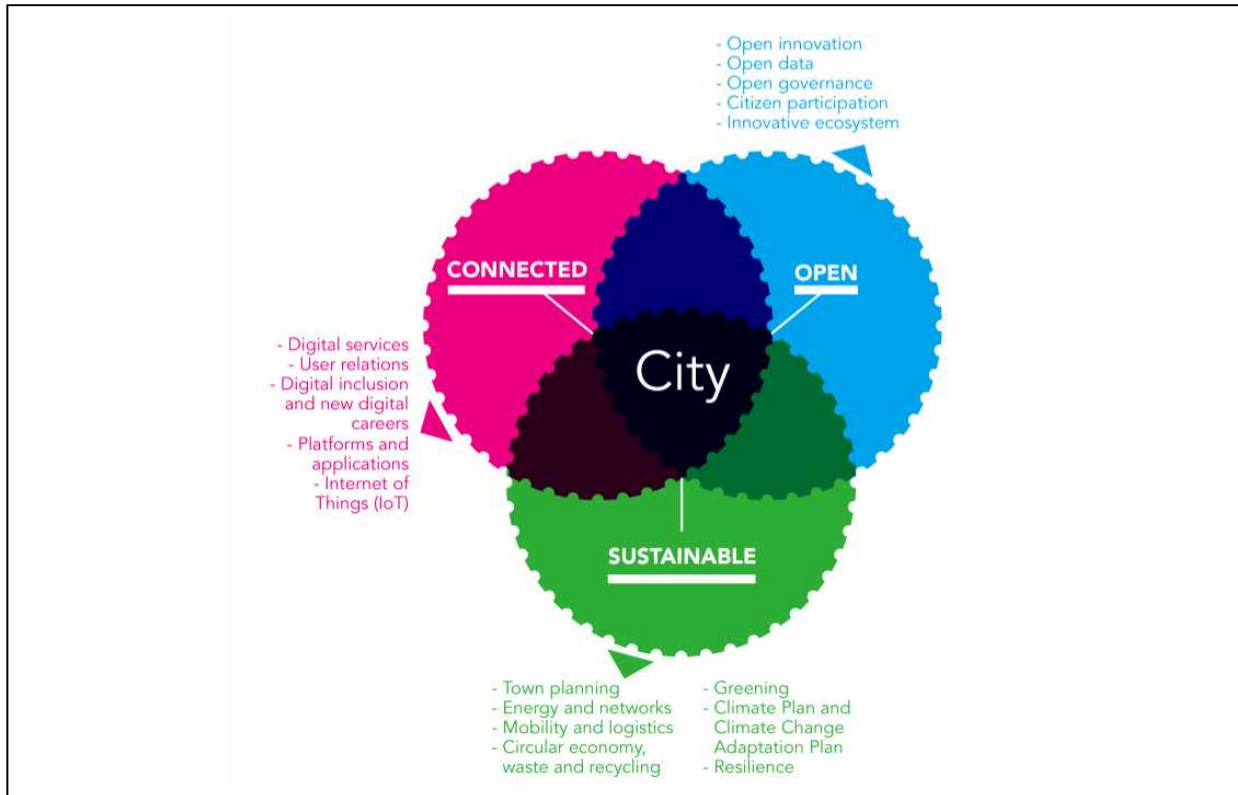 - Open innovation
- Open data
- Open governance
- Citizen participation
- Innovative ecosystem
CONNECTED
OPEN
City
- Digital services
- User relations
- Digital inclusion
and new digital
careers
- Platforms and
applications
- Internet of
Things (IoT)
SUSTAINABLE
- Town planning
- Energy and networks
- Mobility and logistics
- Circular economy,
waste and recycling
- Greening
- Climate Plan and
Climate Change
Adaptation Plan
- Resilience